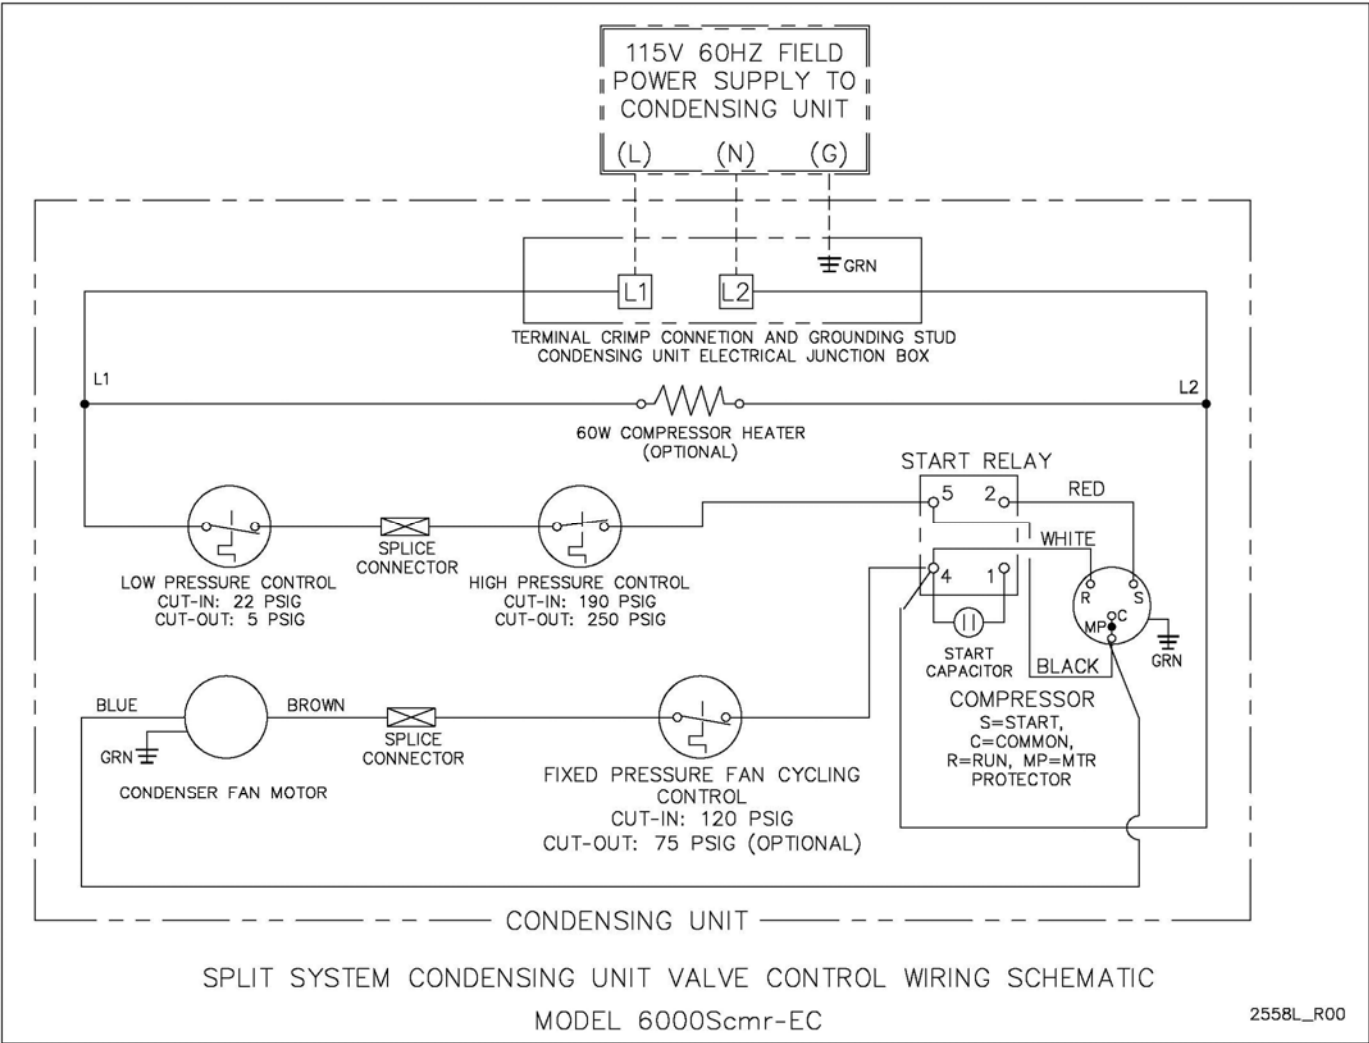 115V 60HZ FIELD
POWER SUPPLY TO
CONDENSING UNIT
(L) (N) (G)
GRN
L1 L2
TERMINAL CRIMP CONNETION AND GROUNDING STUD
CONDENSING UNIT ELECTRICAL JUNCTION BOX
L1
L2
60W COMPRESSOR HEATER
(OPTIONAL)
START RELAY
5 2
RED
WHITE
4 1
SPLICE
CONNECTOR
LOW PRESSURE CONTROL
CUT-IN: 22 PSIG
CUT-OUT: 5 PSIG
HIGH PRESSURE CONTROL
CUT-IN: 190 PSIG
CUT-OUT: 250 PSIG
R S
C
MP
GRN
START
CAPACITOR
BLACK
COMPRESSOR
S=START,
C=COMMON,
R=RUN, MP=MTR
PROTECTOR
BLUE
BROWN
GRN
SPLICE
CONNECTOR
CONDENSER FAN MOTOR
FIXED PRESSURE FAN CYCLING
CONTROL
CUT-IN: 120 PSIG
CUT-OUT: 75 PSIG (OPTIONAL)
CONDENSING UNIT
SPLIT SYSTEM CONDENSING UNIT VALVE CONTROL WIRING SCHEMATIC
MODEL 6000Scmr-EC
2558L_R00